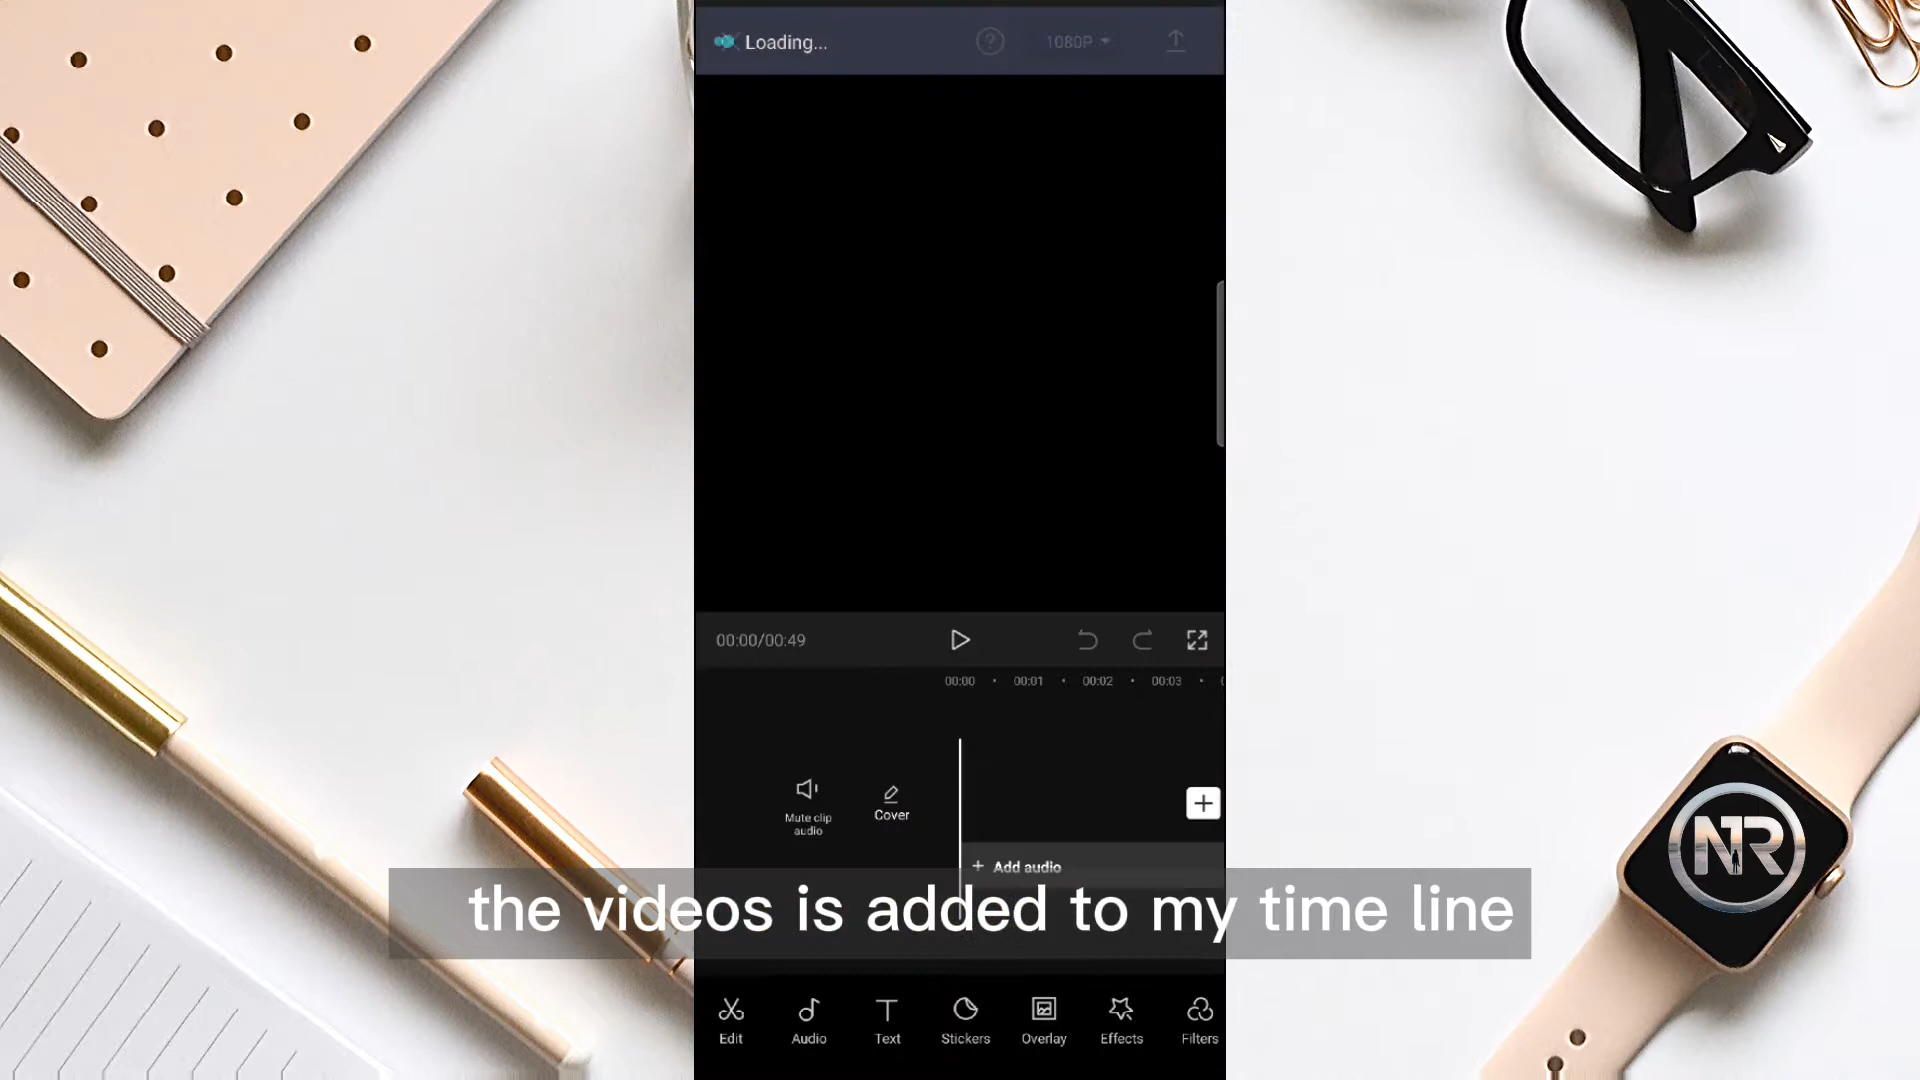 Loading...
1080P
00:00/00:49
00:00 00:01 00:02 00:03
Mute clip
audio
Cover
+ Add audio
the videos is added to my time line
NTR
Edit Audio Text Stickers Overlay Effects Filters